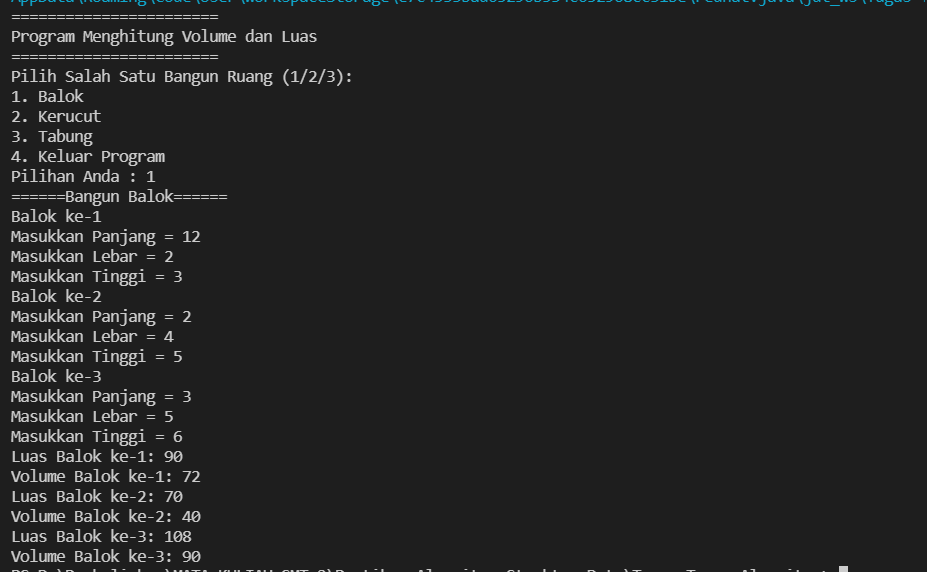 =======================
Program Menghitung Volume dan Luas
=======================
Pilih Salah Satu Bangun Ruang (1/2/3):
1. Balok
2. Kerucut
3. Tabung
4. Keluar Program
Pilihan Anda : 1
======Bangun Balok======
Balok ke-1
Masukkan Panjang = 12
Masukkan Lebar = 2
Masukkan Tinggi = 3
Balok ke-2
Masukkan Panjang = 2
Masukkan Lebar = 4
Masukkan Tinggi = 5
Balok ke-3
Masukkan Panjang = 3
Masukkan Lebar = 5
Masukkan Tinggi = 6
Luas Balok ke-1: 90
Volume Balok ke-1: 72
Luas Balok ke-2: 70
Volume Balok ke-2: 40
Luas Balok ke-3: 108
Volume Balok ke-3: 90